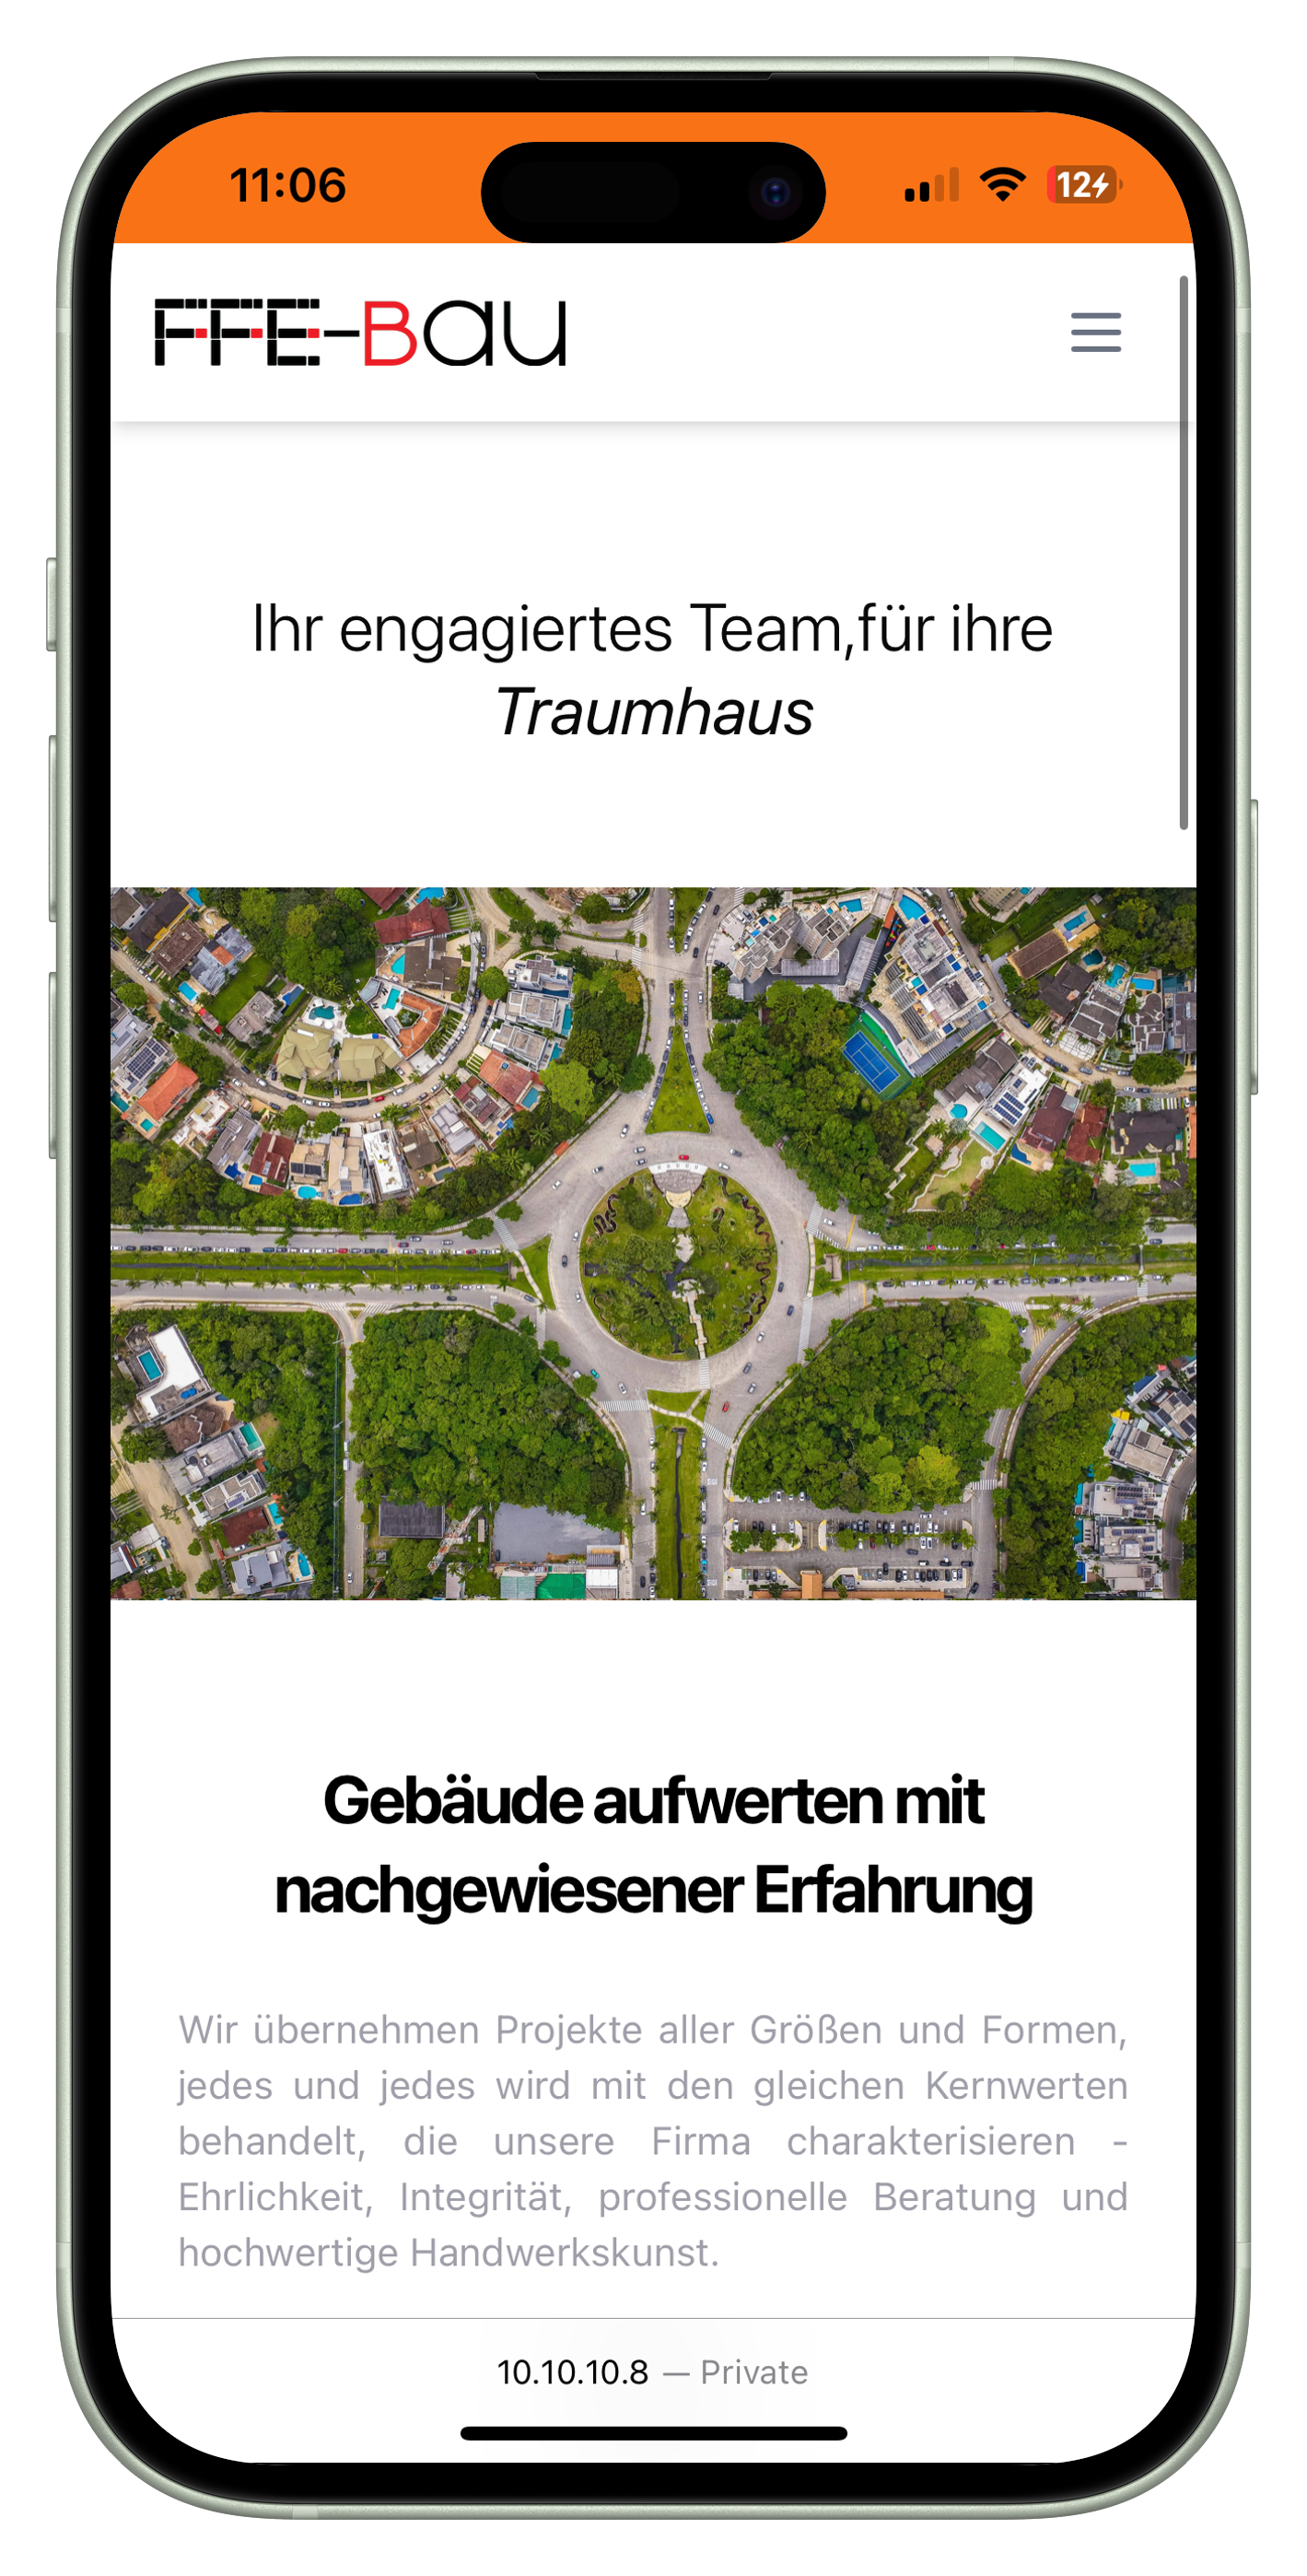 11:06
12
FFE-Bau
Ihr engagiertes Team,für ihre
Traumhaus
Gebäude aufwerten mit
nachgewiesener Erfahrung
Wir übernehmen Projekte aller Größen und Formen,
jedes und jedes wird mit den gleichen Kernwerten
behandelt, die unsere Firma charakterisieren -
Ehrlichkeit, Integrität, professionelle Beratung und
hochwertige Handwerkskunst.
10.10.10.8 — Private